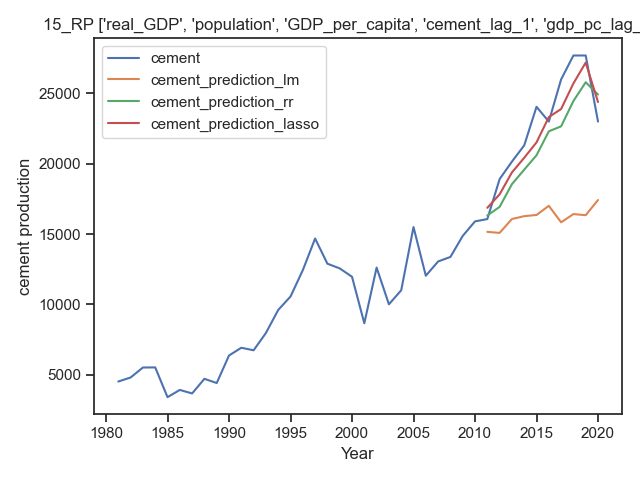 15_RP ['real_GDP', 'population', 'GDP_per_capita', 'cement_lag_1', 'gdp_pc_lag_
cement
cement_prediction_lm
cement_prediction_rr
cement_prediction_lasso
25000
20000
15000
10000
5000
cement production
1980 1985 1990 1995 2000 2005 2010 2015 2020
Year